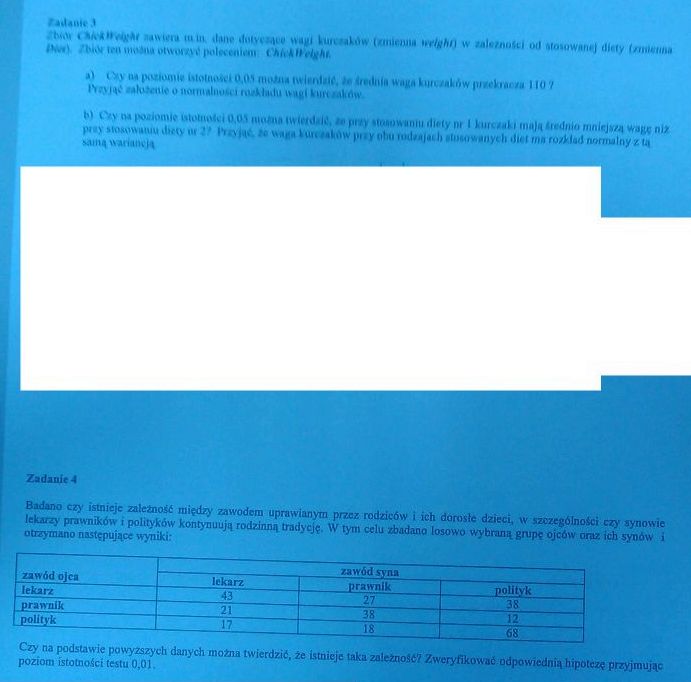 Zadanie 3
Zbiór ChickWeight zawiera m.in. dane dotyczące wagi kurczaków (zmienna weight) w zależności od stosowanej diety (zmienna
Diet). Zbiór ten można otworzyć poleceniem: ChickWeight.
a) Czy na poziomie istotności 0,05 można twierdzić, że średnia waga kurczaków przekracza 110 ?
Przyjąć założenie o normalności rozkładu wagi kurczaków.
b) Czy na poziomie istotności 0,05 można twierdzić, że przy stosowaniu diety nr 1 kurczaki mają średnio mniejszą wagę niż
przy stosowaniu diety nr 2? Przyjąć, że waga kurczaków przy obu rodzajach stosowanych diet ma rozkład normalny z tą
samą wariancją
Zadanie 4
Badano czy istnieje zależność między zawodem uprawianym przez rodziców i ich dorosłe dzieci, w szczególności czy synowie
lekarzy prawników i polityków kontynuują rodzinną tradycję. W tym celu zbadano losowo wybraną grupę ojców oraz ich synów i
otrzymano następujące wyniki:
zawód syna
zawód ojca lekarz prawnik polityk
lekarz 43 27 38
prawnik 21 38 12
polityk 17 18 68
Czy na podstawie powyższych danych można twierdzić, że istnieje taka zależność? Zweryfikować odpowiednią hipotezę przyjmując
poziom istotności testu 0,01.